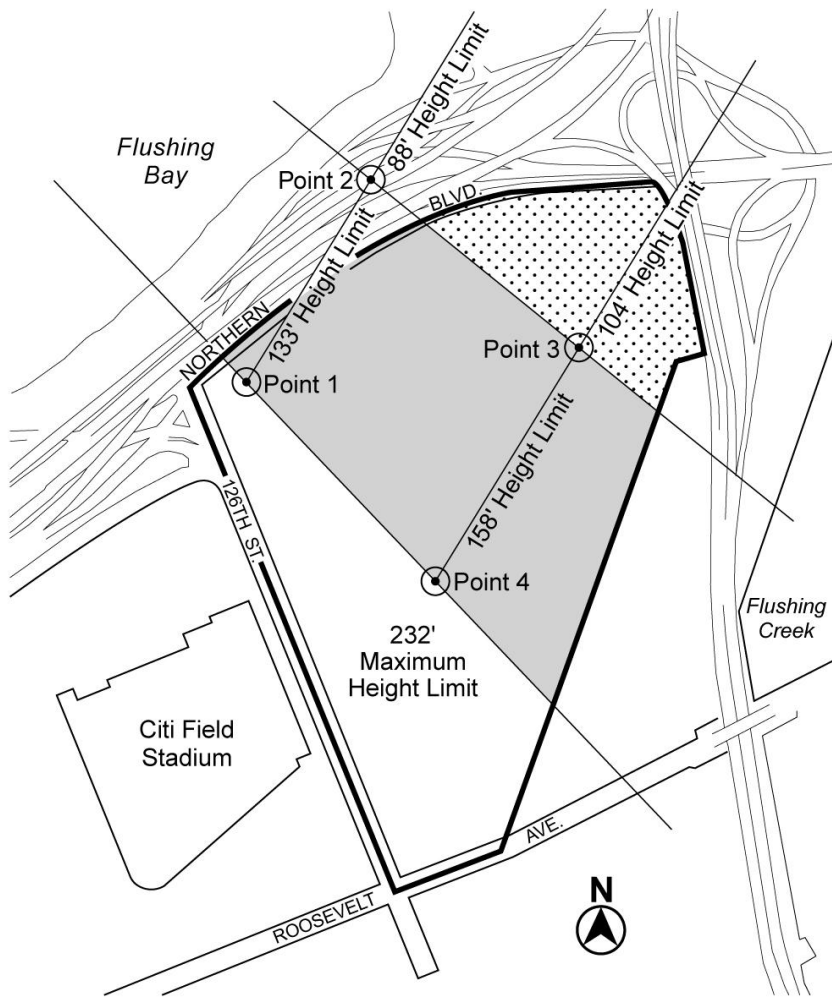 88' Height Limit
Flushing
Bay
Point 2
BLVD.
133' Height Limit
104' Height Limit
NORTHERN
Point 3
Point 1
158' Height Limit
126TH ST.
Point 4
Flushing
Creek
232'
Maximum
Height Limit
Citi Field
Stadium
AVE.
ROOSEVELT
N